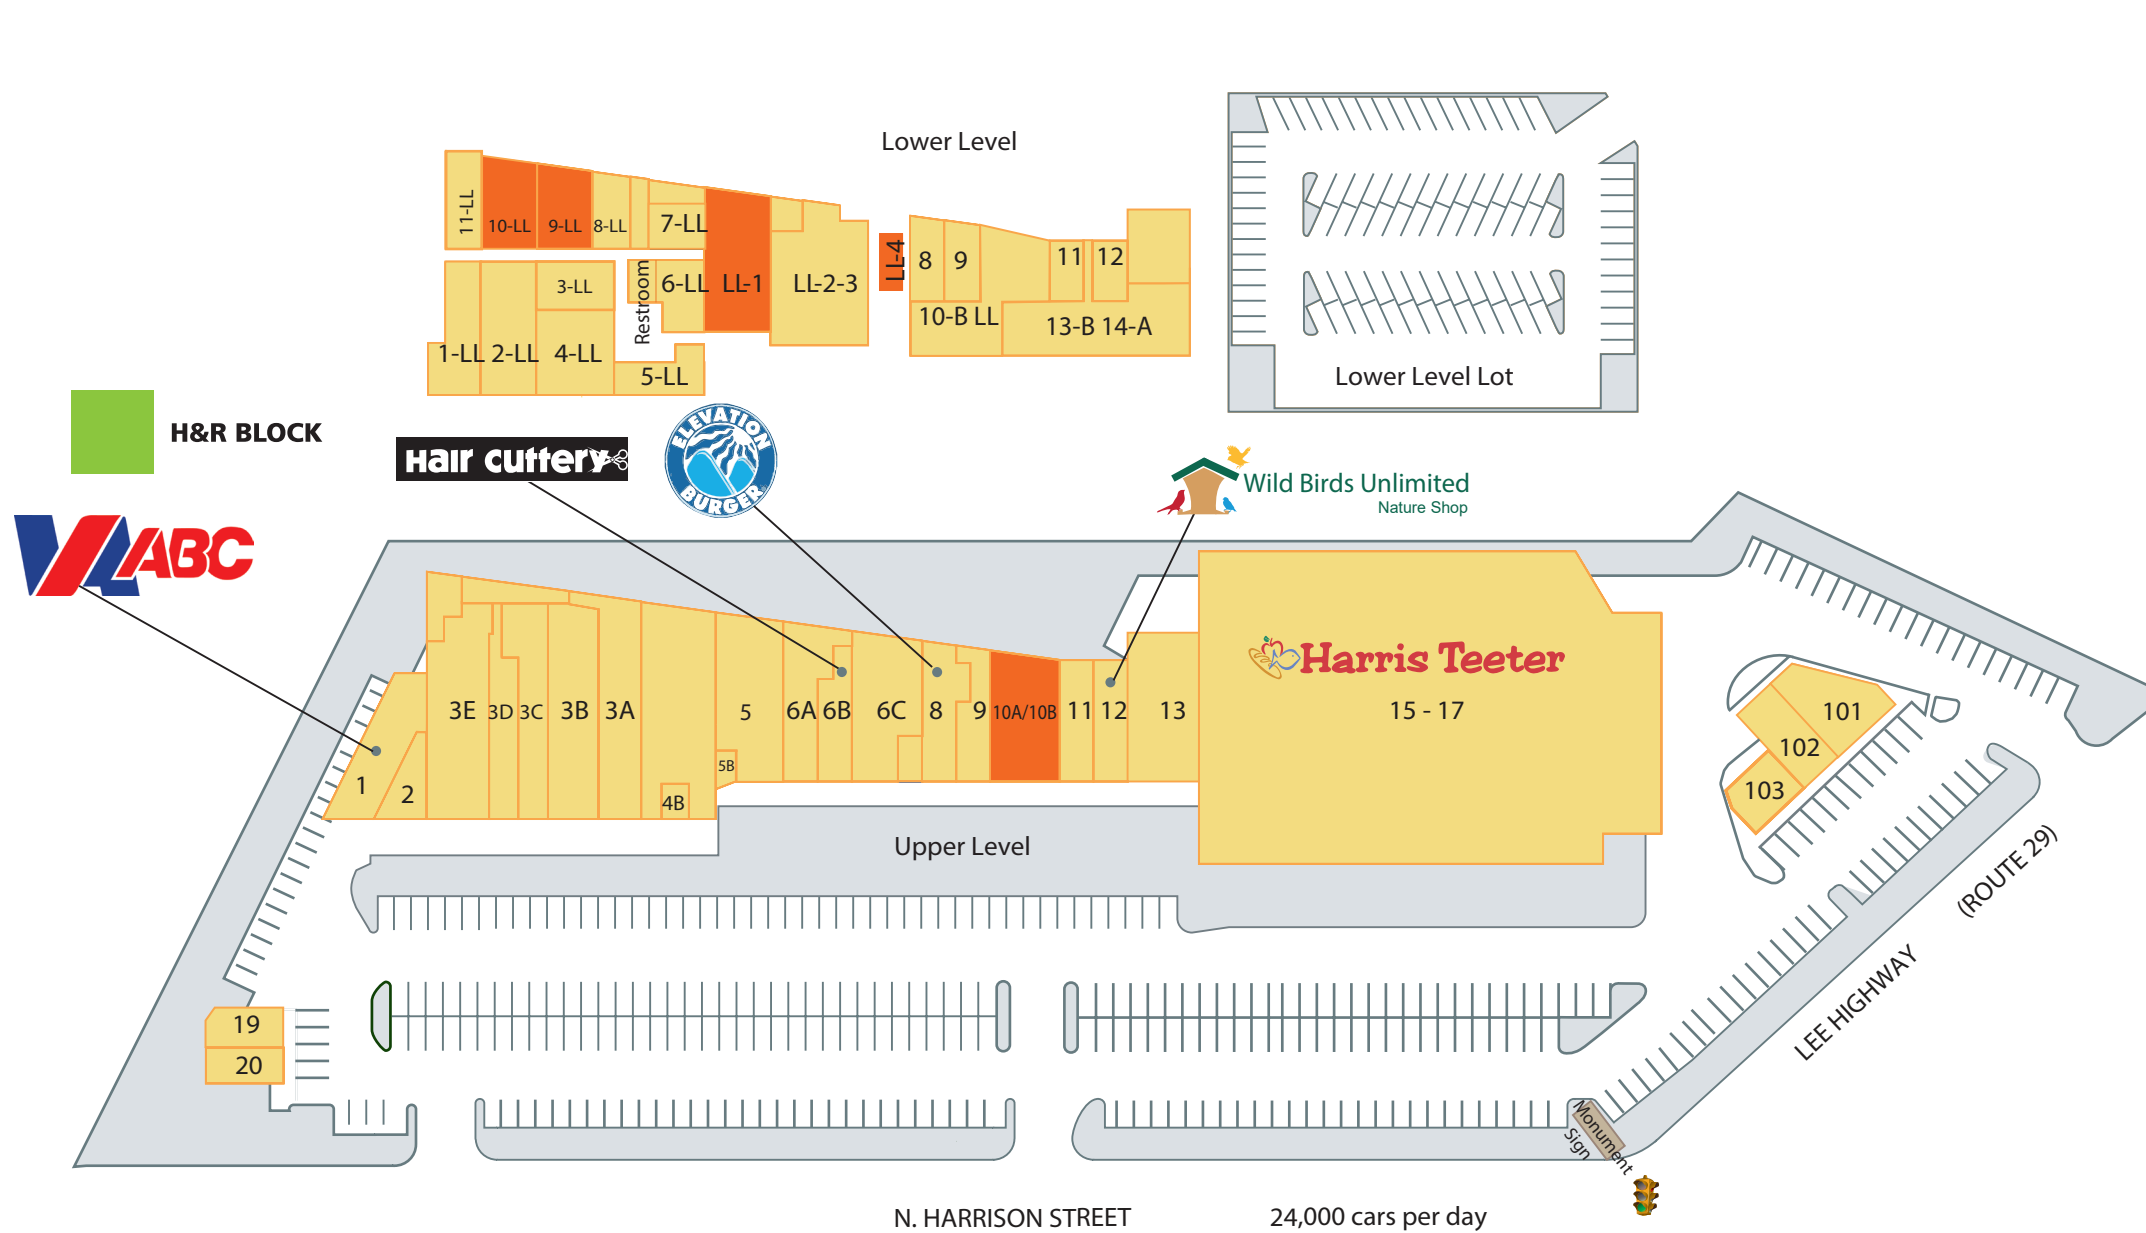 Lower Level
11-LL
10-LL
9-LL
8-LL
7-LL
LL-1
LL-2-3
LL-4
8
9
11
12
3-LL
Restroom
6-LL
10-B LL
13-B 14-A
1-LL
2-LL
4-LL
5-LL
Lower Level Lot
H&R BLOCK
Hair cuttery
ELEVATION
BURGER
Wild Birds Unlimited
Nature Shop
VA ABC
Harris Teeter
3E
3D
3C
3B
3A
5
6A
6B
6C
8
9
10A/10B
11
12
13
15 - 17
101
102
103
5B
1
2
4B
Upper Level
(ROUTE 29)
LEE HIGHWAY
19
20
Monument
Sign
N. HARRISON STREET
24,000 cars per day